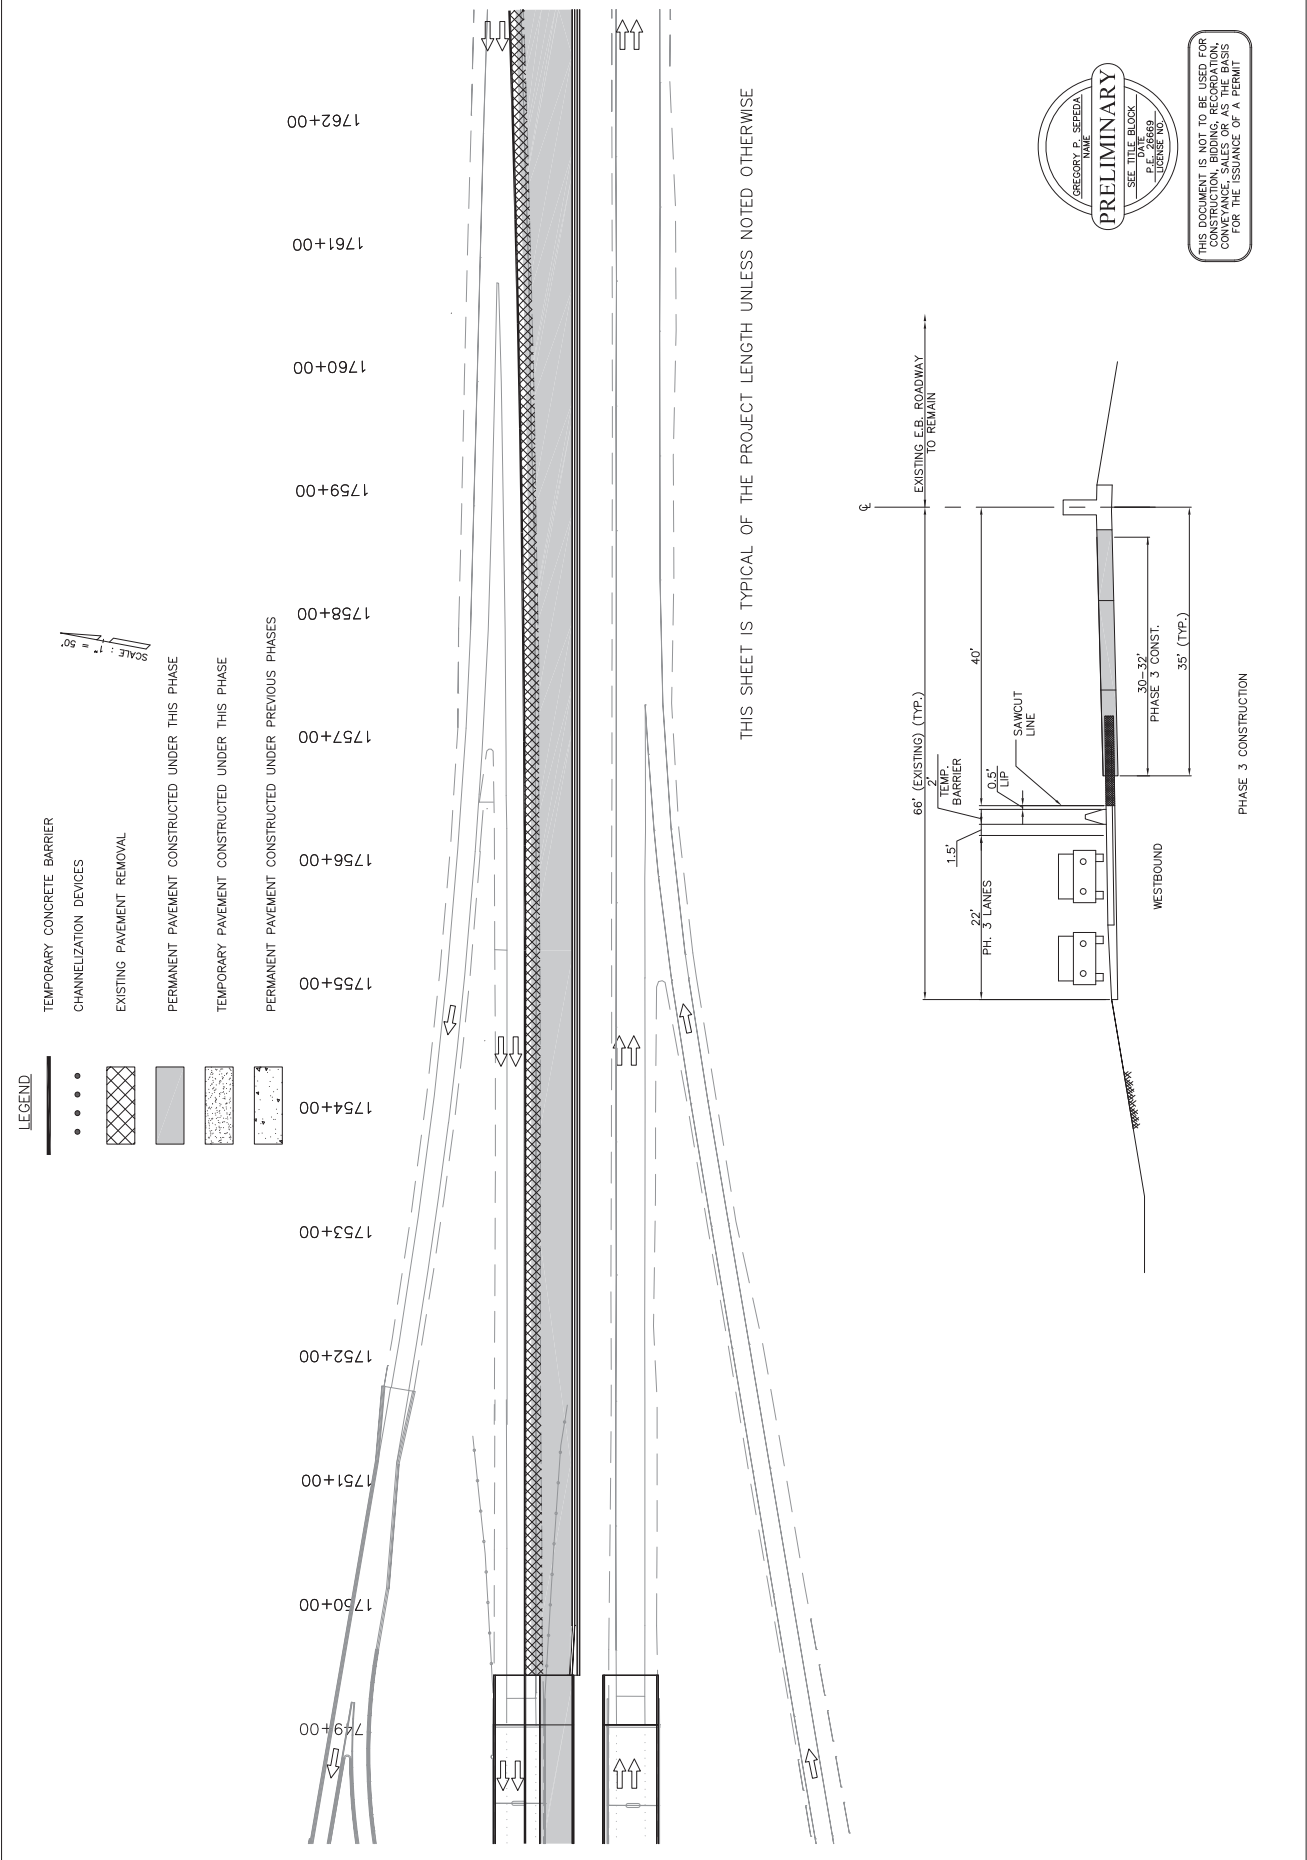 LEGEND
TEMPORARY CONCRETE BARRIER
CHANNELIZATION DEVICES
EXISTING PAVEMENT REMOVAL
PERMANENT PAVEMENT CONSTRUCTED UNDER THIS PHASE
TEMPORARY PAVEMENT CONSTRUCTED UNDER THIS PHASE
PERMANENT PAVEMENT CONSTRUCTED UNDER PREVIOUS PHASES
SCALE : 1" = 50'
749+00
1750+00
1751+00
1752+00
1753+00
1754+00
1755+00
1756+00
1757+00
1758+00
1759+00
1760+00
1761+00
1762+00
THIS SHEET IS TYPICAL OF THE PROJECT LENGTH UNLESS NOTED OTHERWISE
℄
66' (EXISTING) (TYP.)
EXISTING E.B. ROADWAY
TO REMAIN
2'
TEMP.
BARRIER
1.5'
22'
PH. 3 LANES
40'
0.5'
LIP
SAWCUT
LINE
30-32'
PHASE 3 CONST.
35' (TYP.)
WESTBOUND
PHASE 3 CONSTRUCTION
GREGORY P. SEPEDA
NAME
PRELIMINARY
SEE TITLE BLOCK
DATE
P.E. 26669
LICENSE NO.
THIS DOCUMENT IS NOT TO BE USED FOR
CONSTRUCTION, BIDDING, RECORDATION,
CONVEYANCE, SALES OR AS THE BASIS
FOR THE ISSUANCE OF A PERMIT